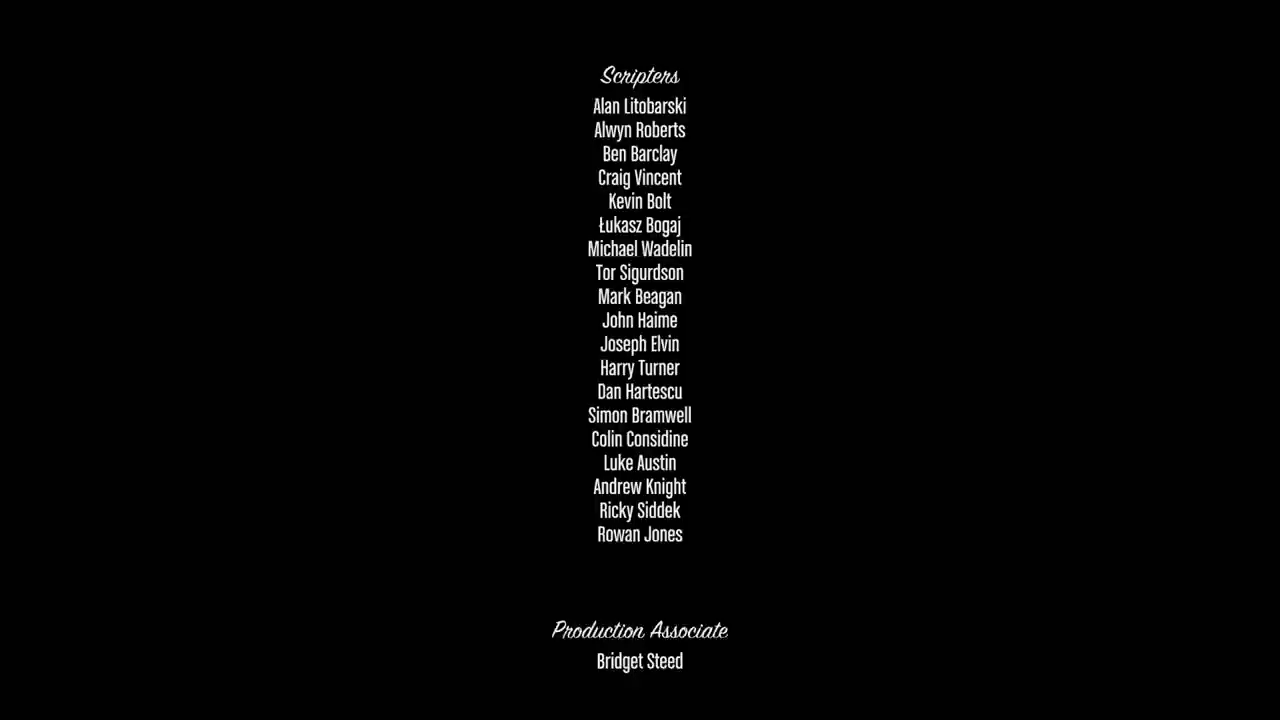 Scripters
Alan Litobarski
Alwyn Roberts
Ben Barclay
Craig Vincent
Kevin Bolt
Łukasz Bogaj
Michael Wadelin
Tor Sigurdson
Mark Beagan
John Haime
Joseph Elvin
Harry Turner
Dan Hartescu
Simon Bramwell
Colin Considine
Luke Austin
Andrew Knight
Ricky Siddek
Rowan Jones
Production Associate
Bridget Steed